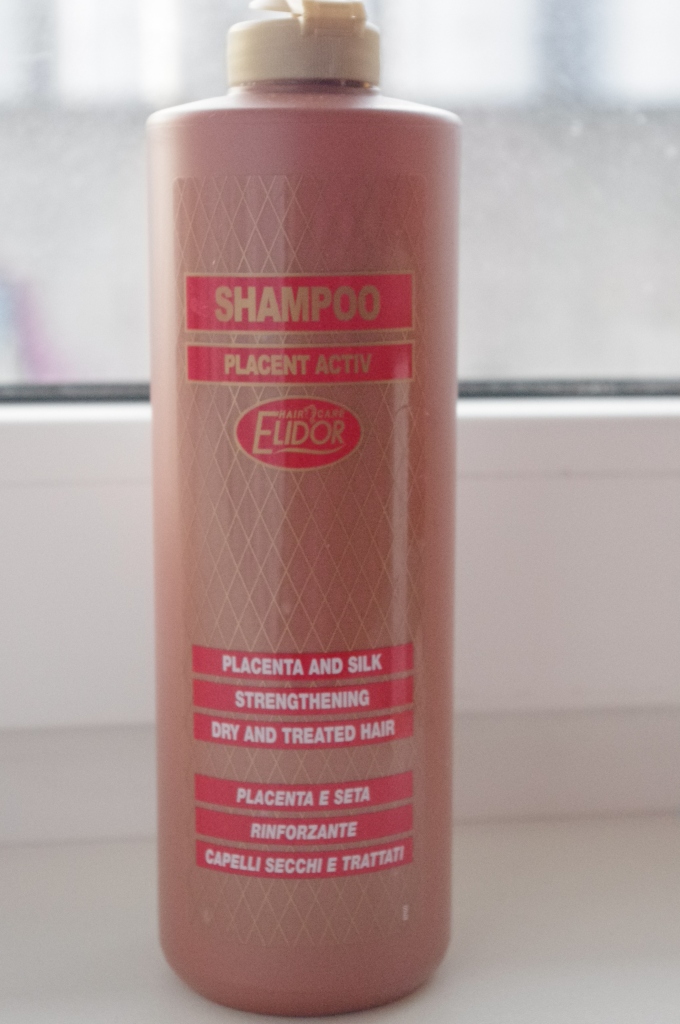 SHAMPOO
PLACENT ACTIV
HAIR CARE
ELIDOR
PLACENTA AND SILK
STRENGTHENING
DRY AND TREATED HAIR
PLACENTA E SETA
RINFORZANTE
CAPELLI SECCHI E TRATTATI